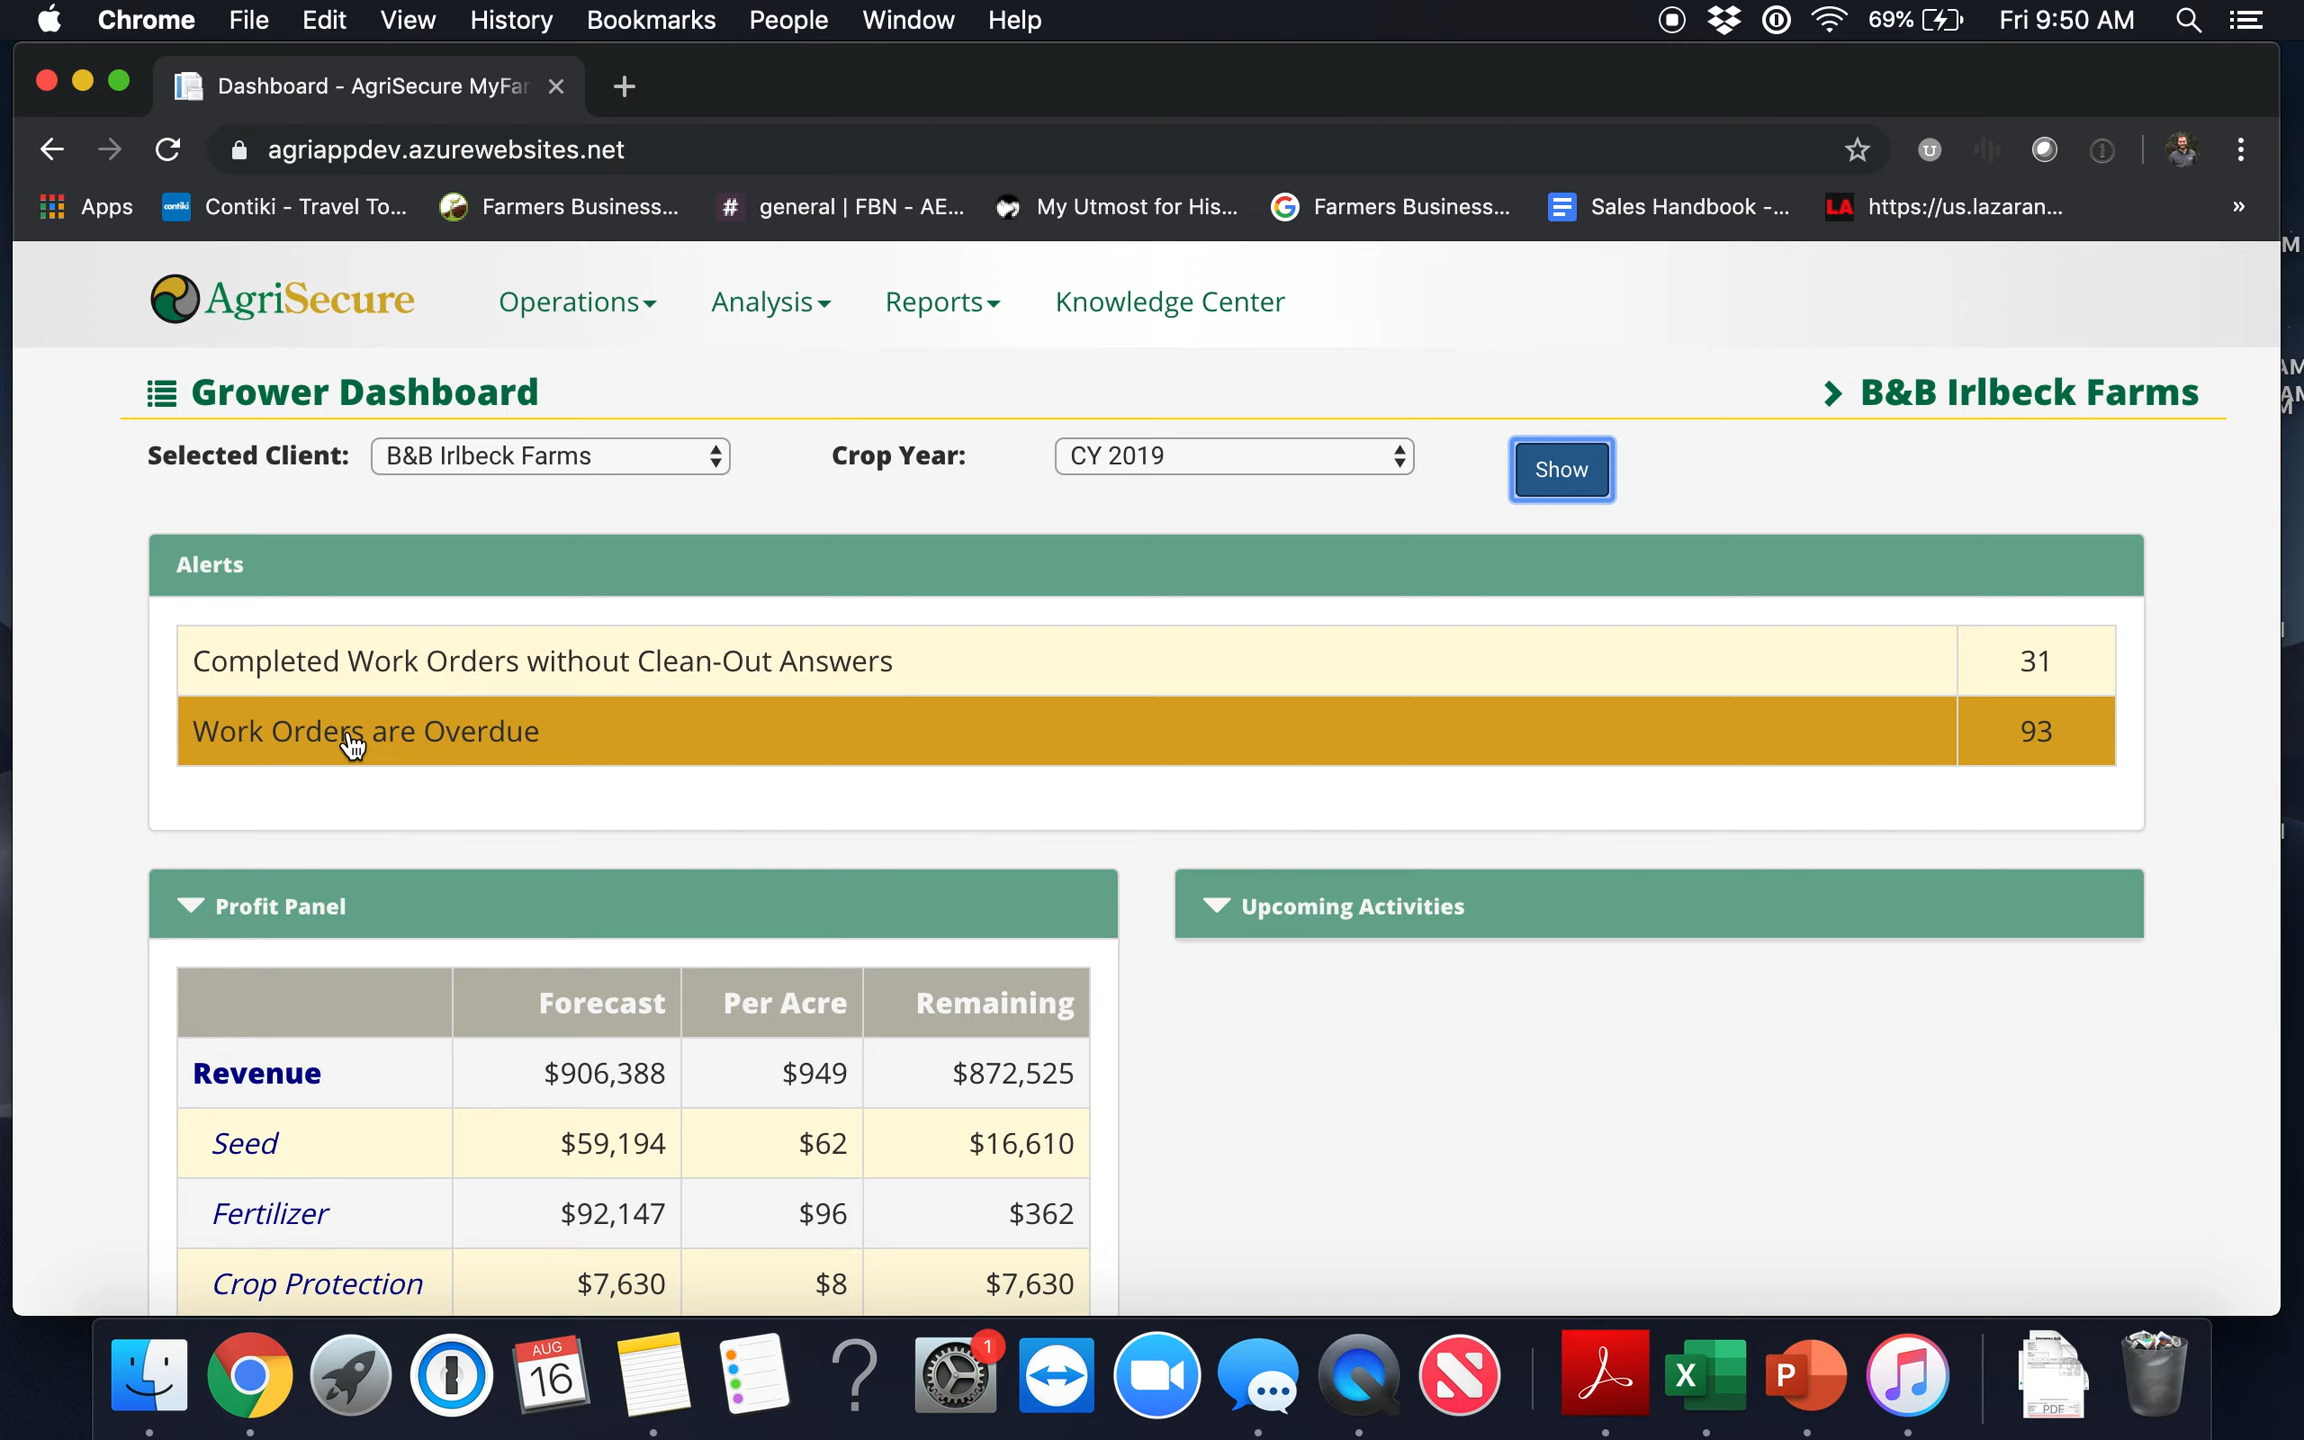 Chrome File Edit View History Bookmarks People Window Help 69% Fri 9:50 AM
Dashboard - AgriSecure MyFar
agriappdev.azurewebsites.net
Apps Contiki - Travel To... Farmers Business... # general | FBN - AE... My Utmost for His... Farmers Business... Sales Handbook -... LA https://us.lazaran... »
AgriSecure Operations Analysis Reports Knowledge Center
Grower Dashboard B&B Irlbeck Farms
Selected Client: B&B Irlbeck Farms Crop Year: CY 2019 Show
Alerts
Completed Work Orders without Clean-Out Answers 31
Work Orders are Overdue 93
Profit Panel Upcoming Activities
Forecast Per Acre Remaining
Revenue $906,388 $949 $872,525
Seed $59,194 $62 $16,610
Fertilizer $92,147 $96 $362
Crop Protection $7,630 $8 $7,630
AUG
16
1
X
P
PDF